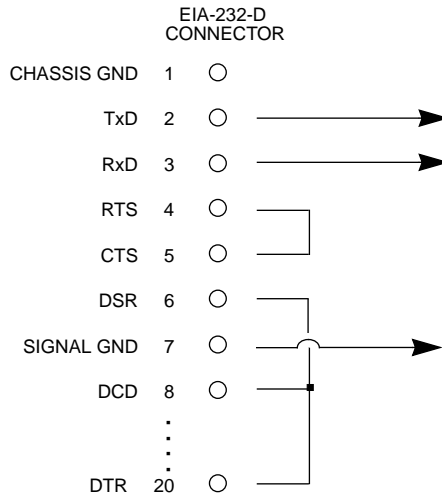 EIA-232-D
CONNECTOR
CHASSIS GND 1
TxD 2
RxD 3
RTS 4
CTS 5
DSR 6
SIGNAL GND 7
DCD 8
DTR 20